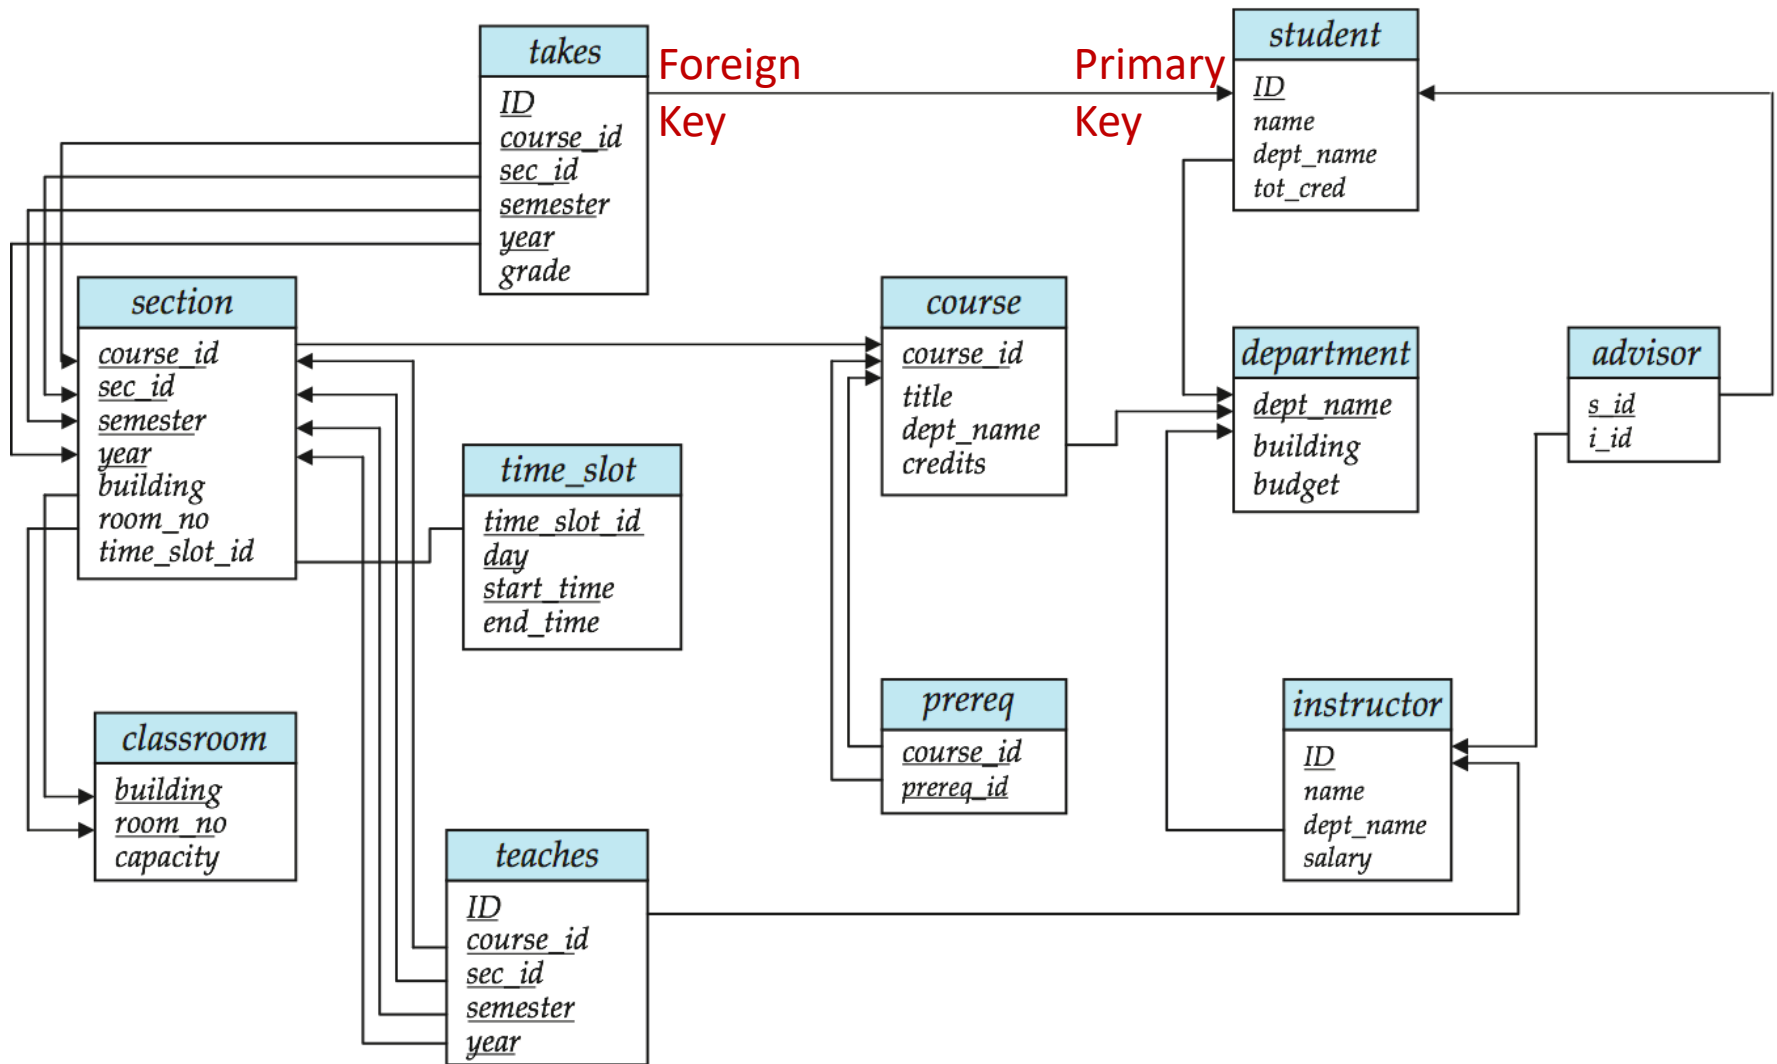 takes
ID
course_id
sec_id
semester
year
grade
Foreign
Key
Primary
Key
student
ID
name
dept_name
tot_cred
section
course_id
sec_id
semester
year
building
room_no
time_slot_id
time_slot
time_slot_id
day
start_time
end_time
course
course_id
title
dept_name
credits
department
dept_name
building
budget
advisor
s_id
i_id
classroom
building
room_no
capacity
prereq
course_id
prereq_id
instructor
ID
name
dept_name
salary
teaches
ID
course_id
sec_id
semester
year